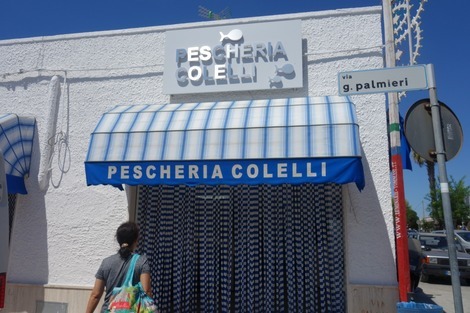 PESCHERIA
COLELLI
via
g. palmieri
PESCHERIA COLELLI